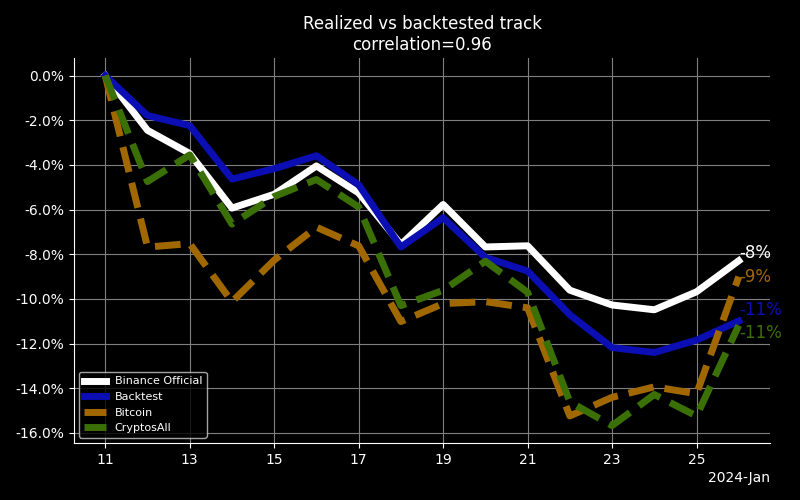 Realized vs backtested track
correlation=0.96
0.0%
-2.0%
-4.0%
-6.0%
-8.0%
-10.0%
-12.0%
-14.0%
-16.0%
-8%
-9%
-11%
-11%
Binance Official
Backtest
Bitcoin
CryptosAll
11 13 15 17 19 21 23 25
2024-Jan